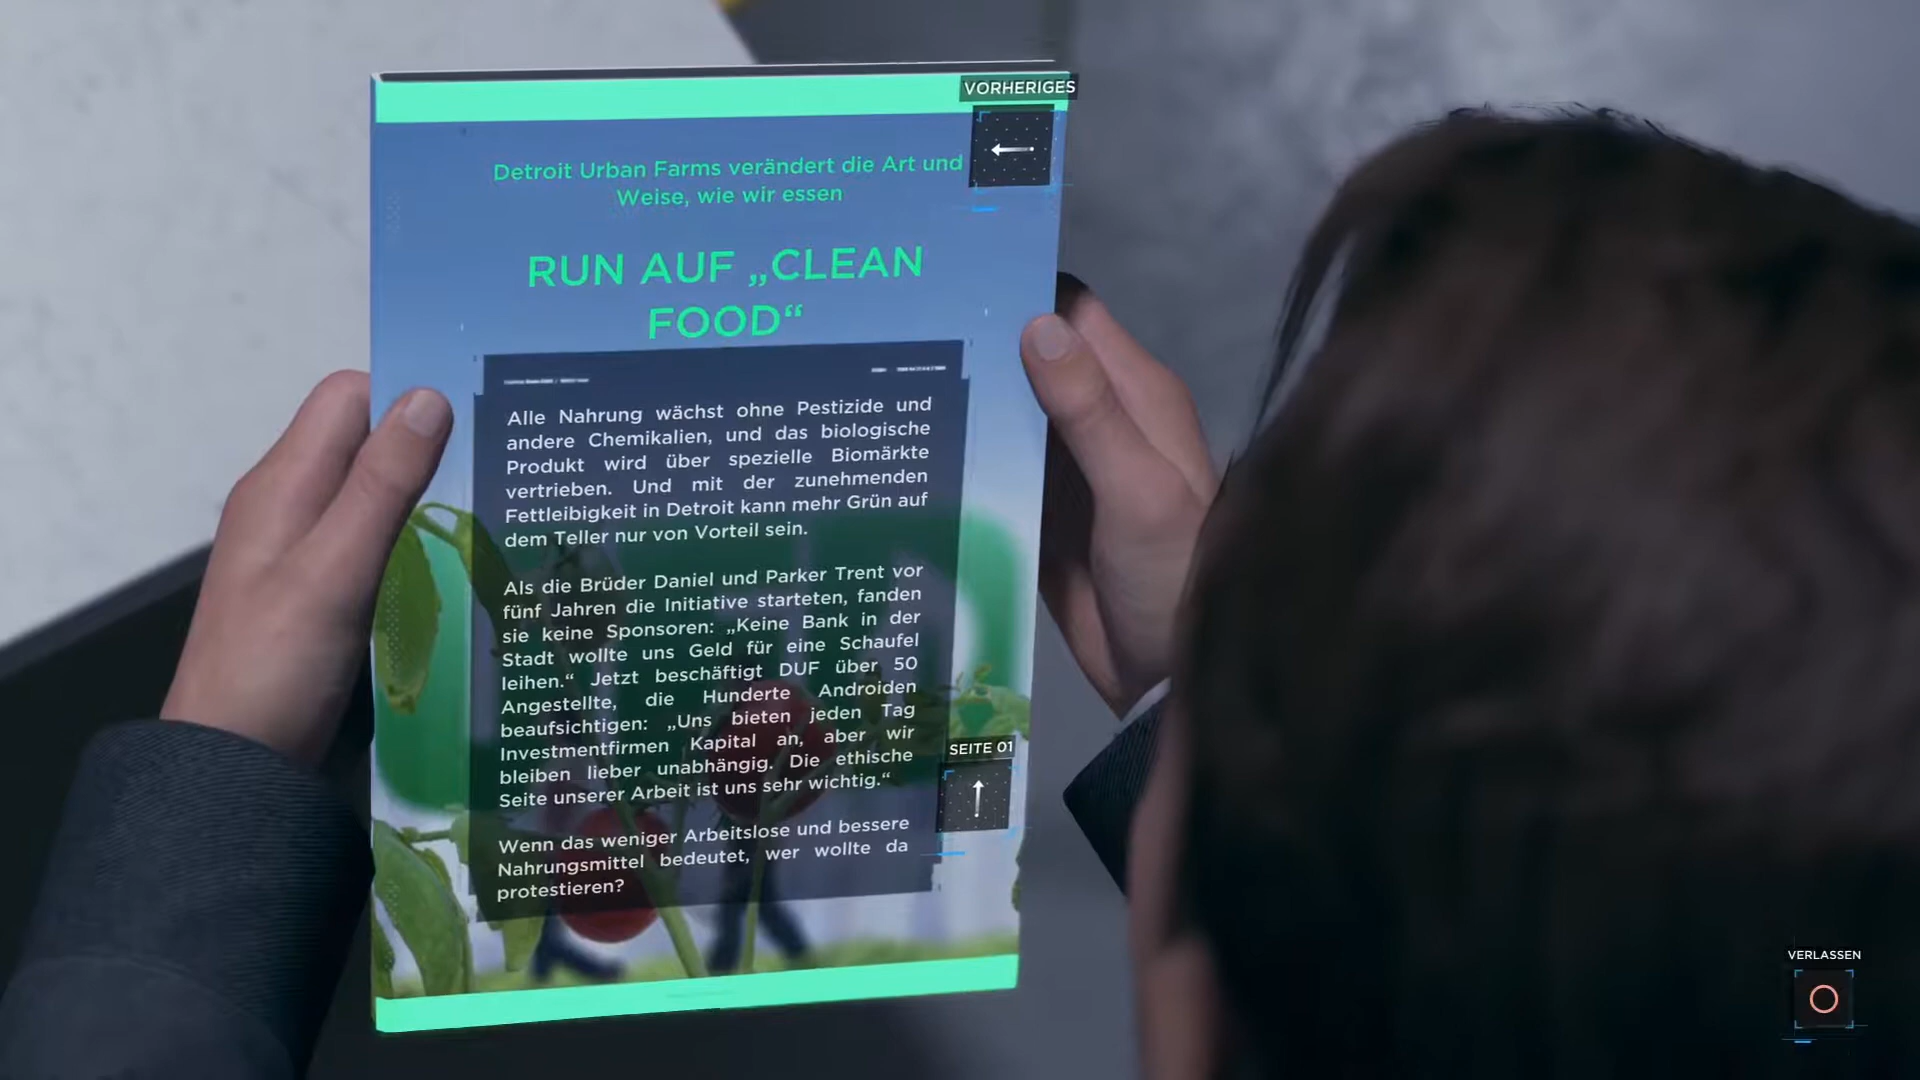 VORHERIGES
Detroit Urban Farms verändert die Art und
Weise, wie wir essen
RUN AUF „CLEAN
FOOD“
Alle Nahrung wächst ohne Pestizide und
andere Chemikalien, und das biologische
Produkt wird über spezielle Biomärkte
vertrieben. Und mit der zunehmenden
Fettleibigkeit in Detroit kann mehr Grün auf
dem Teller nur von Vorteil sein.
Als die Brüder Daniel und Parker Trent vor
fünf Jahren die Initiative starteten, fanden
sie keine Sponsoren: „Keine Bank in der
Stadt wollte uns Geld für eine Schaufel
leihen.“ Jetzt beschäftigt DUF über 50
Angestellte, die Hunderte Androiden
beaufsichtigen: „Uns bieten jeden Tag
Investmentfirmen Kapital an, aber wir
bleiben lieber unabhängig. Die ethische
Seite unserer Arbeit ist uns sehr wichtig.“
Wenn das weniger Arbeitslose und bessere
Nahrungsmittel bedeutet, wer wollte da
protestieren?
SEITE 01
VERLASSEN